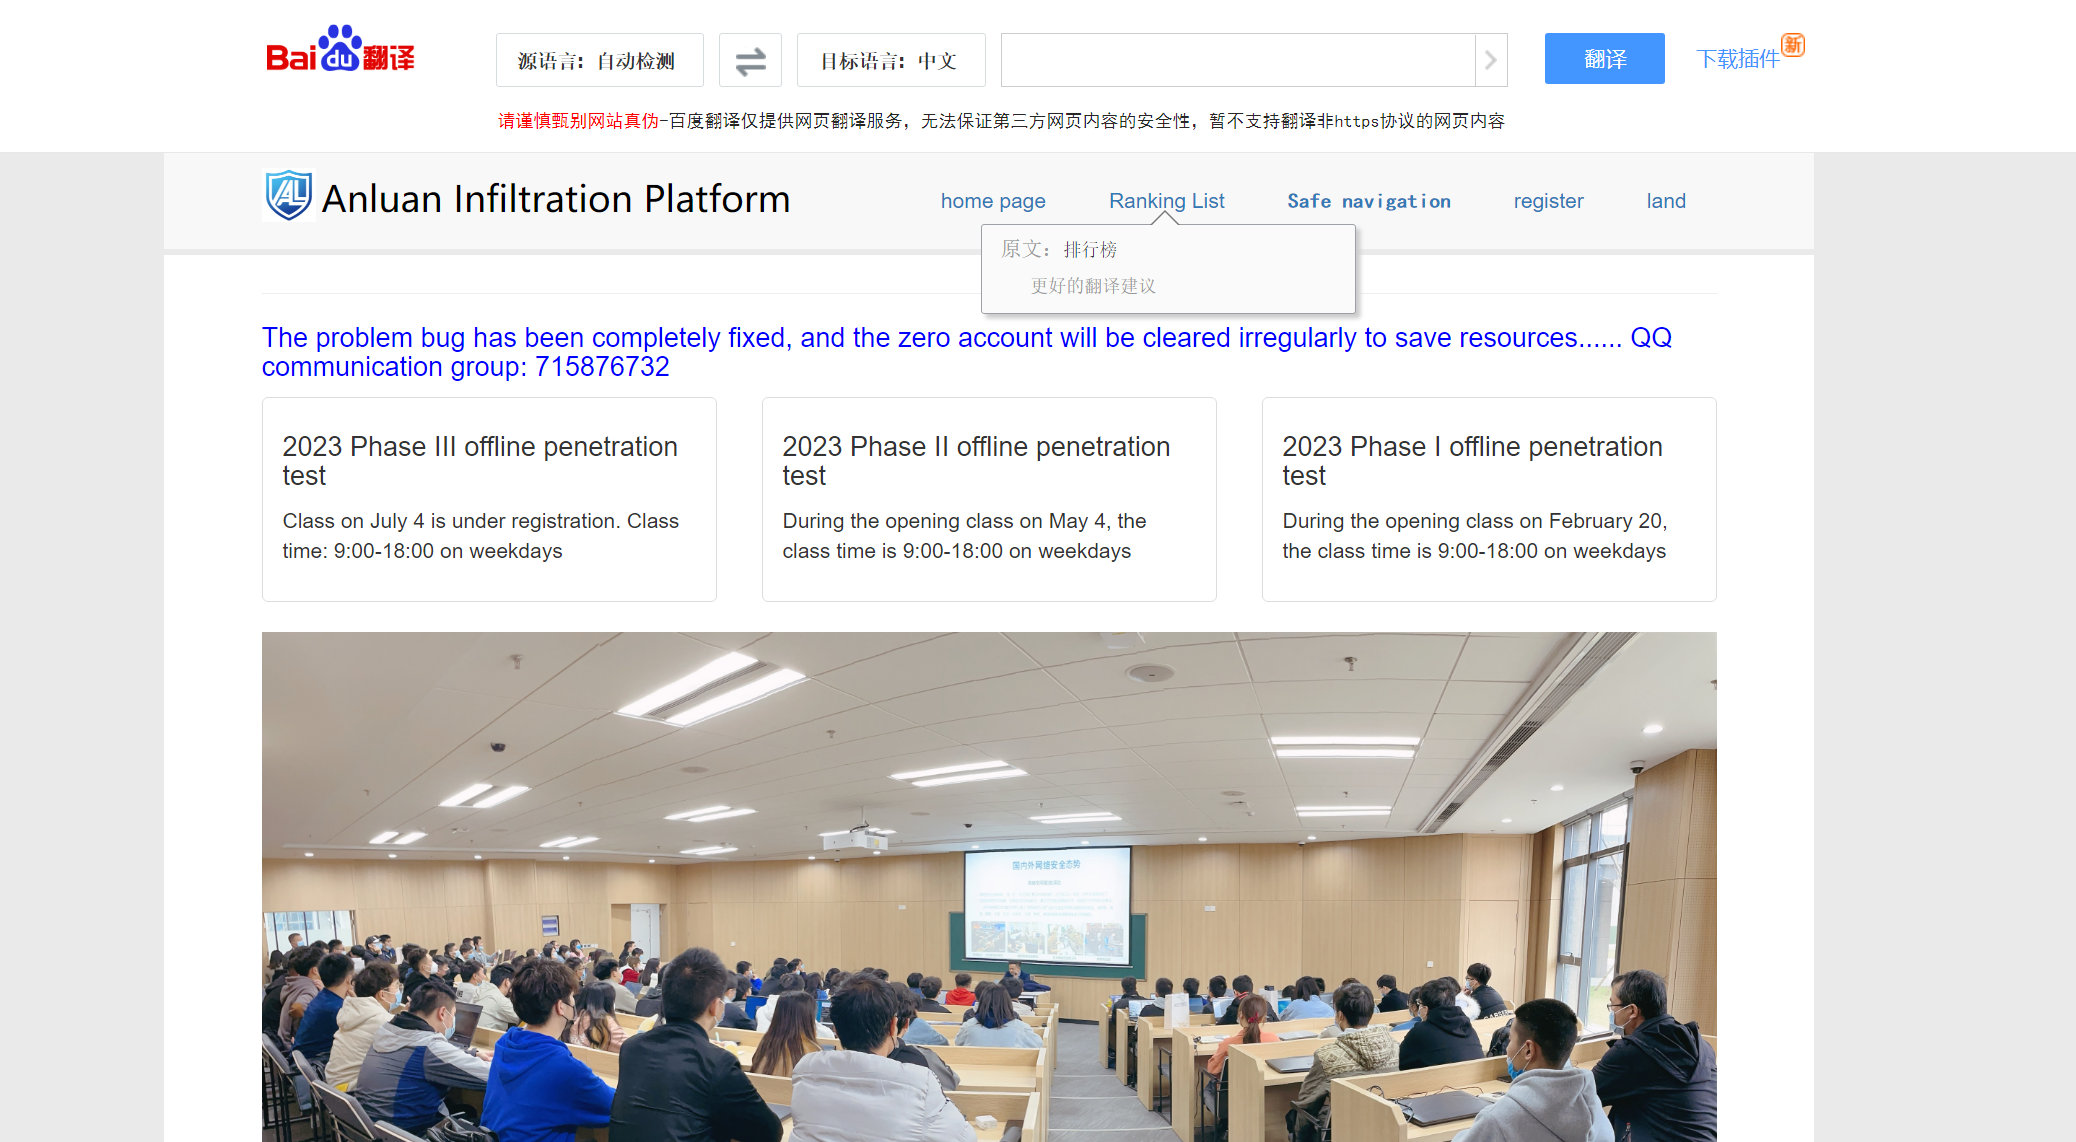 Bai du 翻译
源语言：自动检测
目标语言：中文
翻译
下载插件 新
请谨慎甄别网站真伪-百度翻译仅提供网页翻译服务，无法保证第三方网页内容的安全性，暂不支持翻译非https协议的网页内容
AL Anluan Infiltration Platform
home page
Ranking List
Safe navigation
register
land
原文：排行榜
更好的翻译建议
The problem bug has been completely fixed, and the zero account will be cleared irregularly to save resources...... QQ
communication group: 715876732
2023 Phase III offline penetration
test
Class on July 4 is under registration. Class
time: 9:00-18:00 on weekdays
2023 Phase II offline penetration
test
During the opening class on May 4, the
class time is 9:00-18:00 on weekdays
2023 Phase I offline penetration
test
During the opening class on February 20,
the class time is 9:00-18:00 on weekdays
国内外网络安全态势